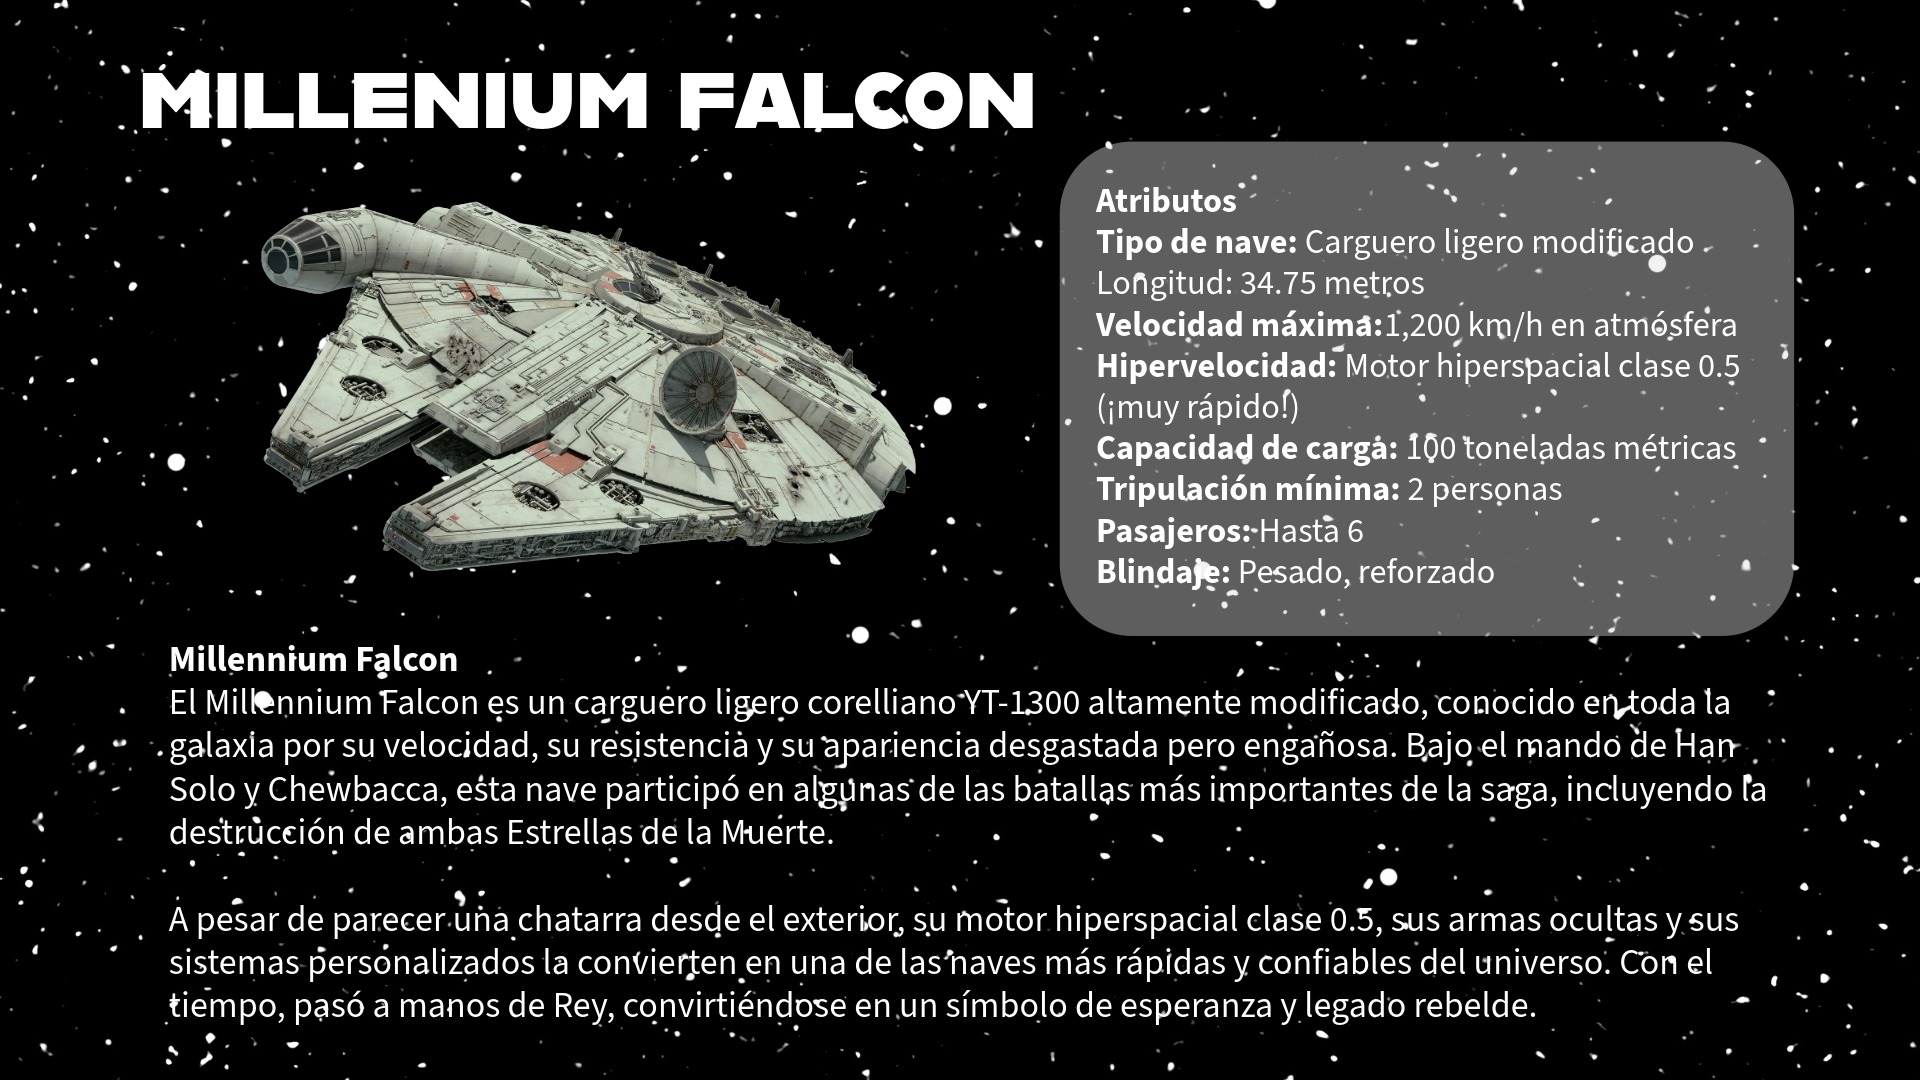 MILLENIUM FALCON
Atributos
Tipo de nave: Carguero ligero modificado
Longitud: 34.75 metros
Velocidad máxima:1,200 km/h en atmósfera
Hipervelocidad: Motor hiperspacial clase 0.5
(¡muy rápido!)
Capacidad de carga: 100 toneladas métricas
Tripulación mínima: 2 personas
Pasajeros: Hasta 6
Blindaje: Pesado, reforzado
Millennium Falcon
El Millennium Falcon es un carguero ligero corelliano YT-1300 altamente modificado, conocido en toda la
galaxia por su velocidad, su resistencia y su apariencia desgastada pero engañosa. Bajo el mando de Han
Solo y Chewbacca, esta nave participó en algunas de las batallas más importantes de la saga, incluyendo la
destrucción de ambas Estrellas de la Muerte.
A pesar de parecer una chatarra desde el exterior, su motor hiperspacial clase 0.5, sus armas ocultas y sus
sistemas personalizados la convierten en una de las naves más rápidas y confiables del universo. Con el
tiempo, pasó a manos de Rey, convirtiéndose en un símbolo de esperanza y legado rebelde.